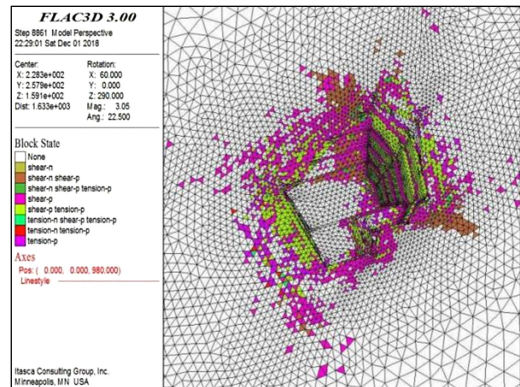 FLAC3D 3.00
Step 8861 Model Perspective
22:29:01 Sat Dec 01 2018
Center: Rotation:
X: 2.283e+002 X: 60.000
Y: 2.579e+002 Y: 0.000
Z: 1.591e+002 Z: 290.000
Dist: 1.633e+003 Mag.: 3.05
Ang.: 22.500
Block State
None
shear-n
shear-n shear-p
shear-n shear-p tension-p
shear-p
shear-p tension-p
tension-n shear-p tension-p
tension-n tension-p
tension-p
Axes
Pos: ( 0.000, 0.000, 980.000)
Linestyle
Itasca Consulting Group, Inc.
Minneapolis, MN USA